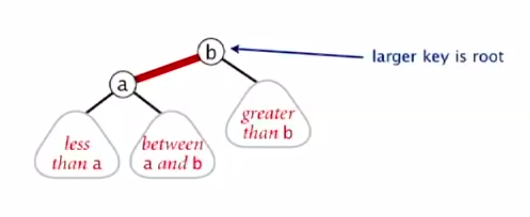 b
larger key is root
a
less
than a
between
a and b
greater
than b